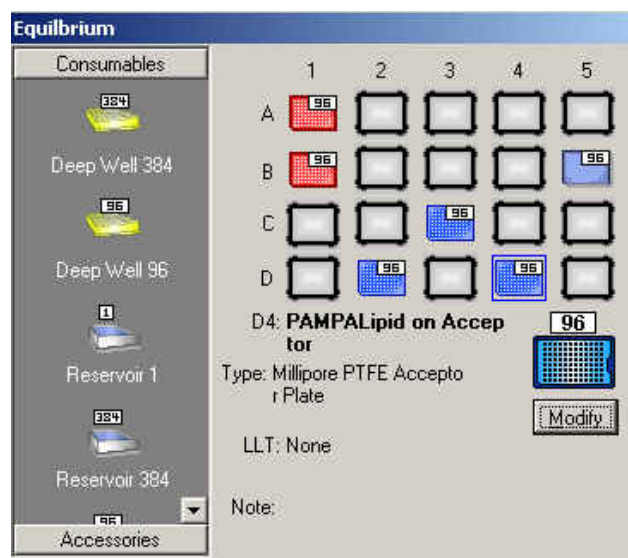 Equilbrium
Consumables
384
Deep Well 384
96
Deep Well 96
1
Reservoir 1
384
Reservoir 384
96
Accessories
1 2 3 4 5
A 96
B 96 96
C 96
D 96 96
D4: PAMPALipid on Accep
tor
96
Type: Millipore PTFE Accepto
r Plate
Modify
LLT: None
Note: